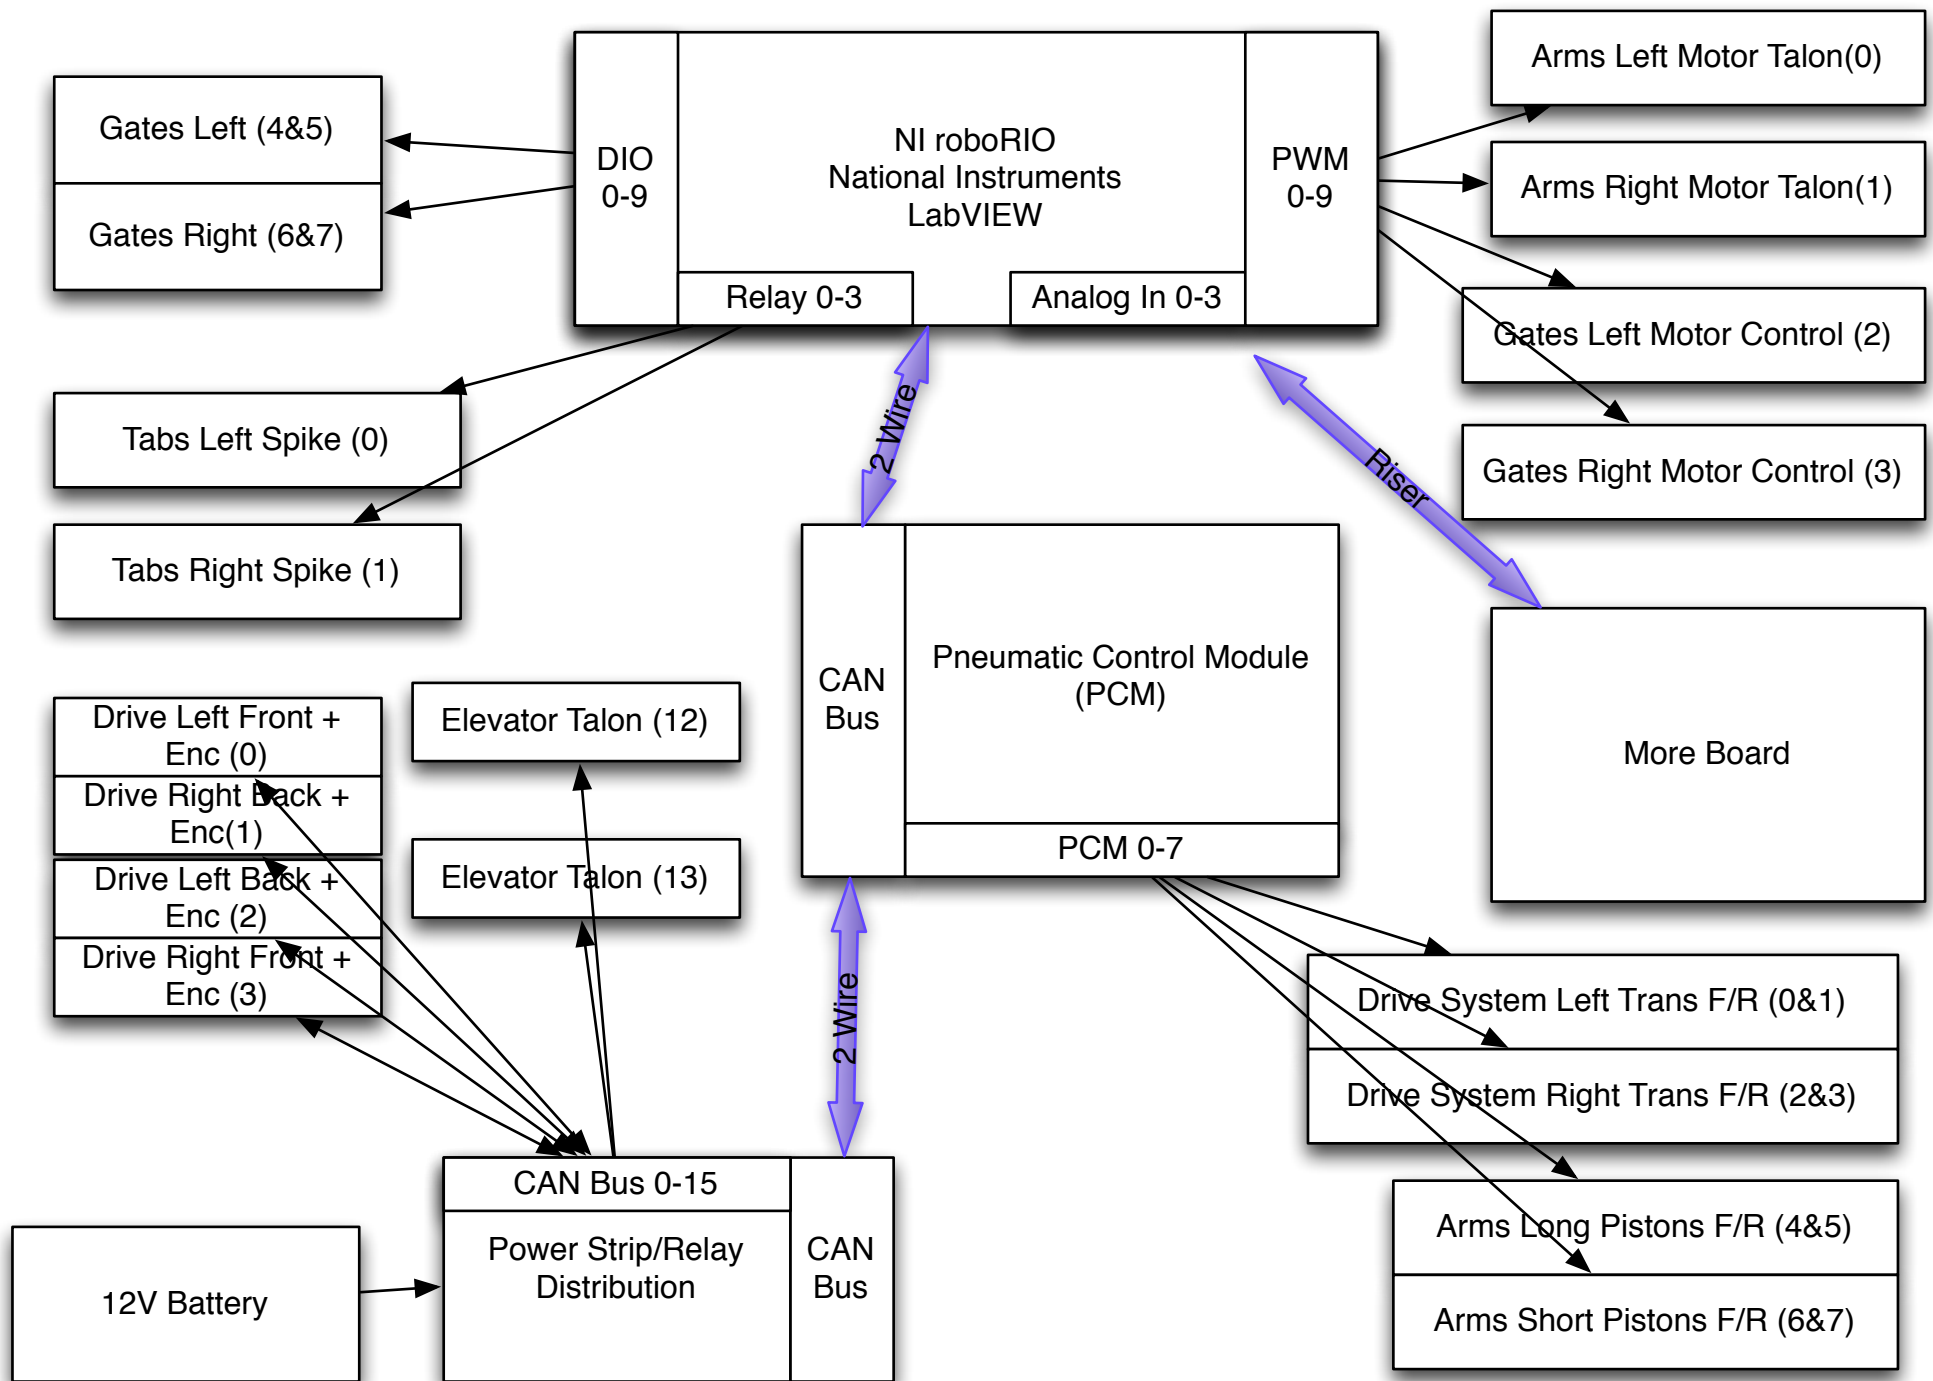 Arms Left Motor Talon(0)
Gates Left (4&5)
DIO
0-9
NI roboRIO
National Instruments
LabVIEW
PWM
0-9
Arms Right Motor Talon(1)
Gates Right (6&7)
Relay 0-3
Analog In 0-3
Gates Left Motor Control (2)
Tabs Left Spike (0)
2 Wire
Riser
Gates Right Motor Control (3)
Tabs Right Spike (1)
CAN
Bus
Pneumatic Control Module
(PCM)
More Board
Drive Left Front +
Enc (0)
Drive Right Back +
Enc(1)
Drive Left Back +
Enc (2)
Drive Right Front +
Enc (3)
Elevator Talon (12)
Elevator Talon (13)
PCM 0-7
2 Wire
Drive System Left Trans F/R (0&1)
Drive System Right Trans F/R (2&3)
CAN Bus 0-15
Power Strip/Relay
Distribution
CAN
Bus
12V Battery
Arms Long Pistons F/R (4&5)
Arms Short Pistons F/R (6&7)